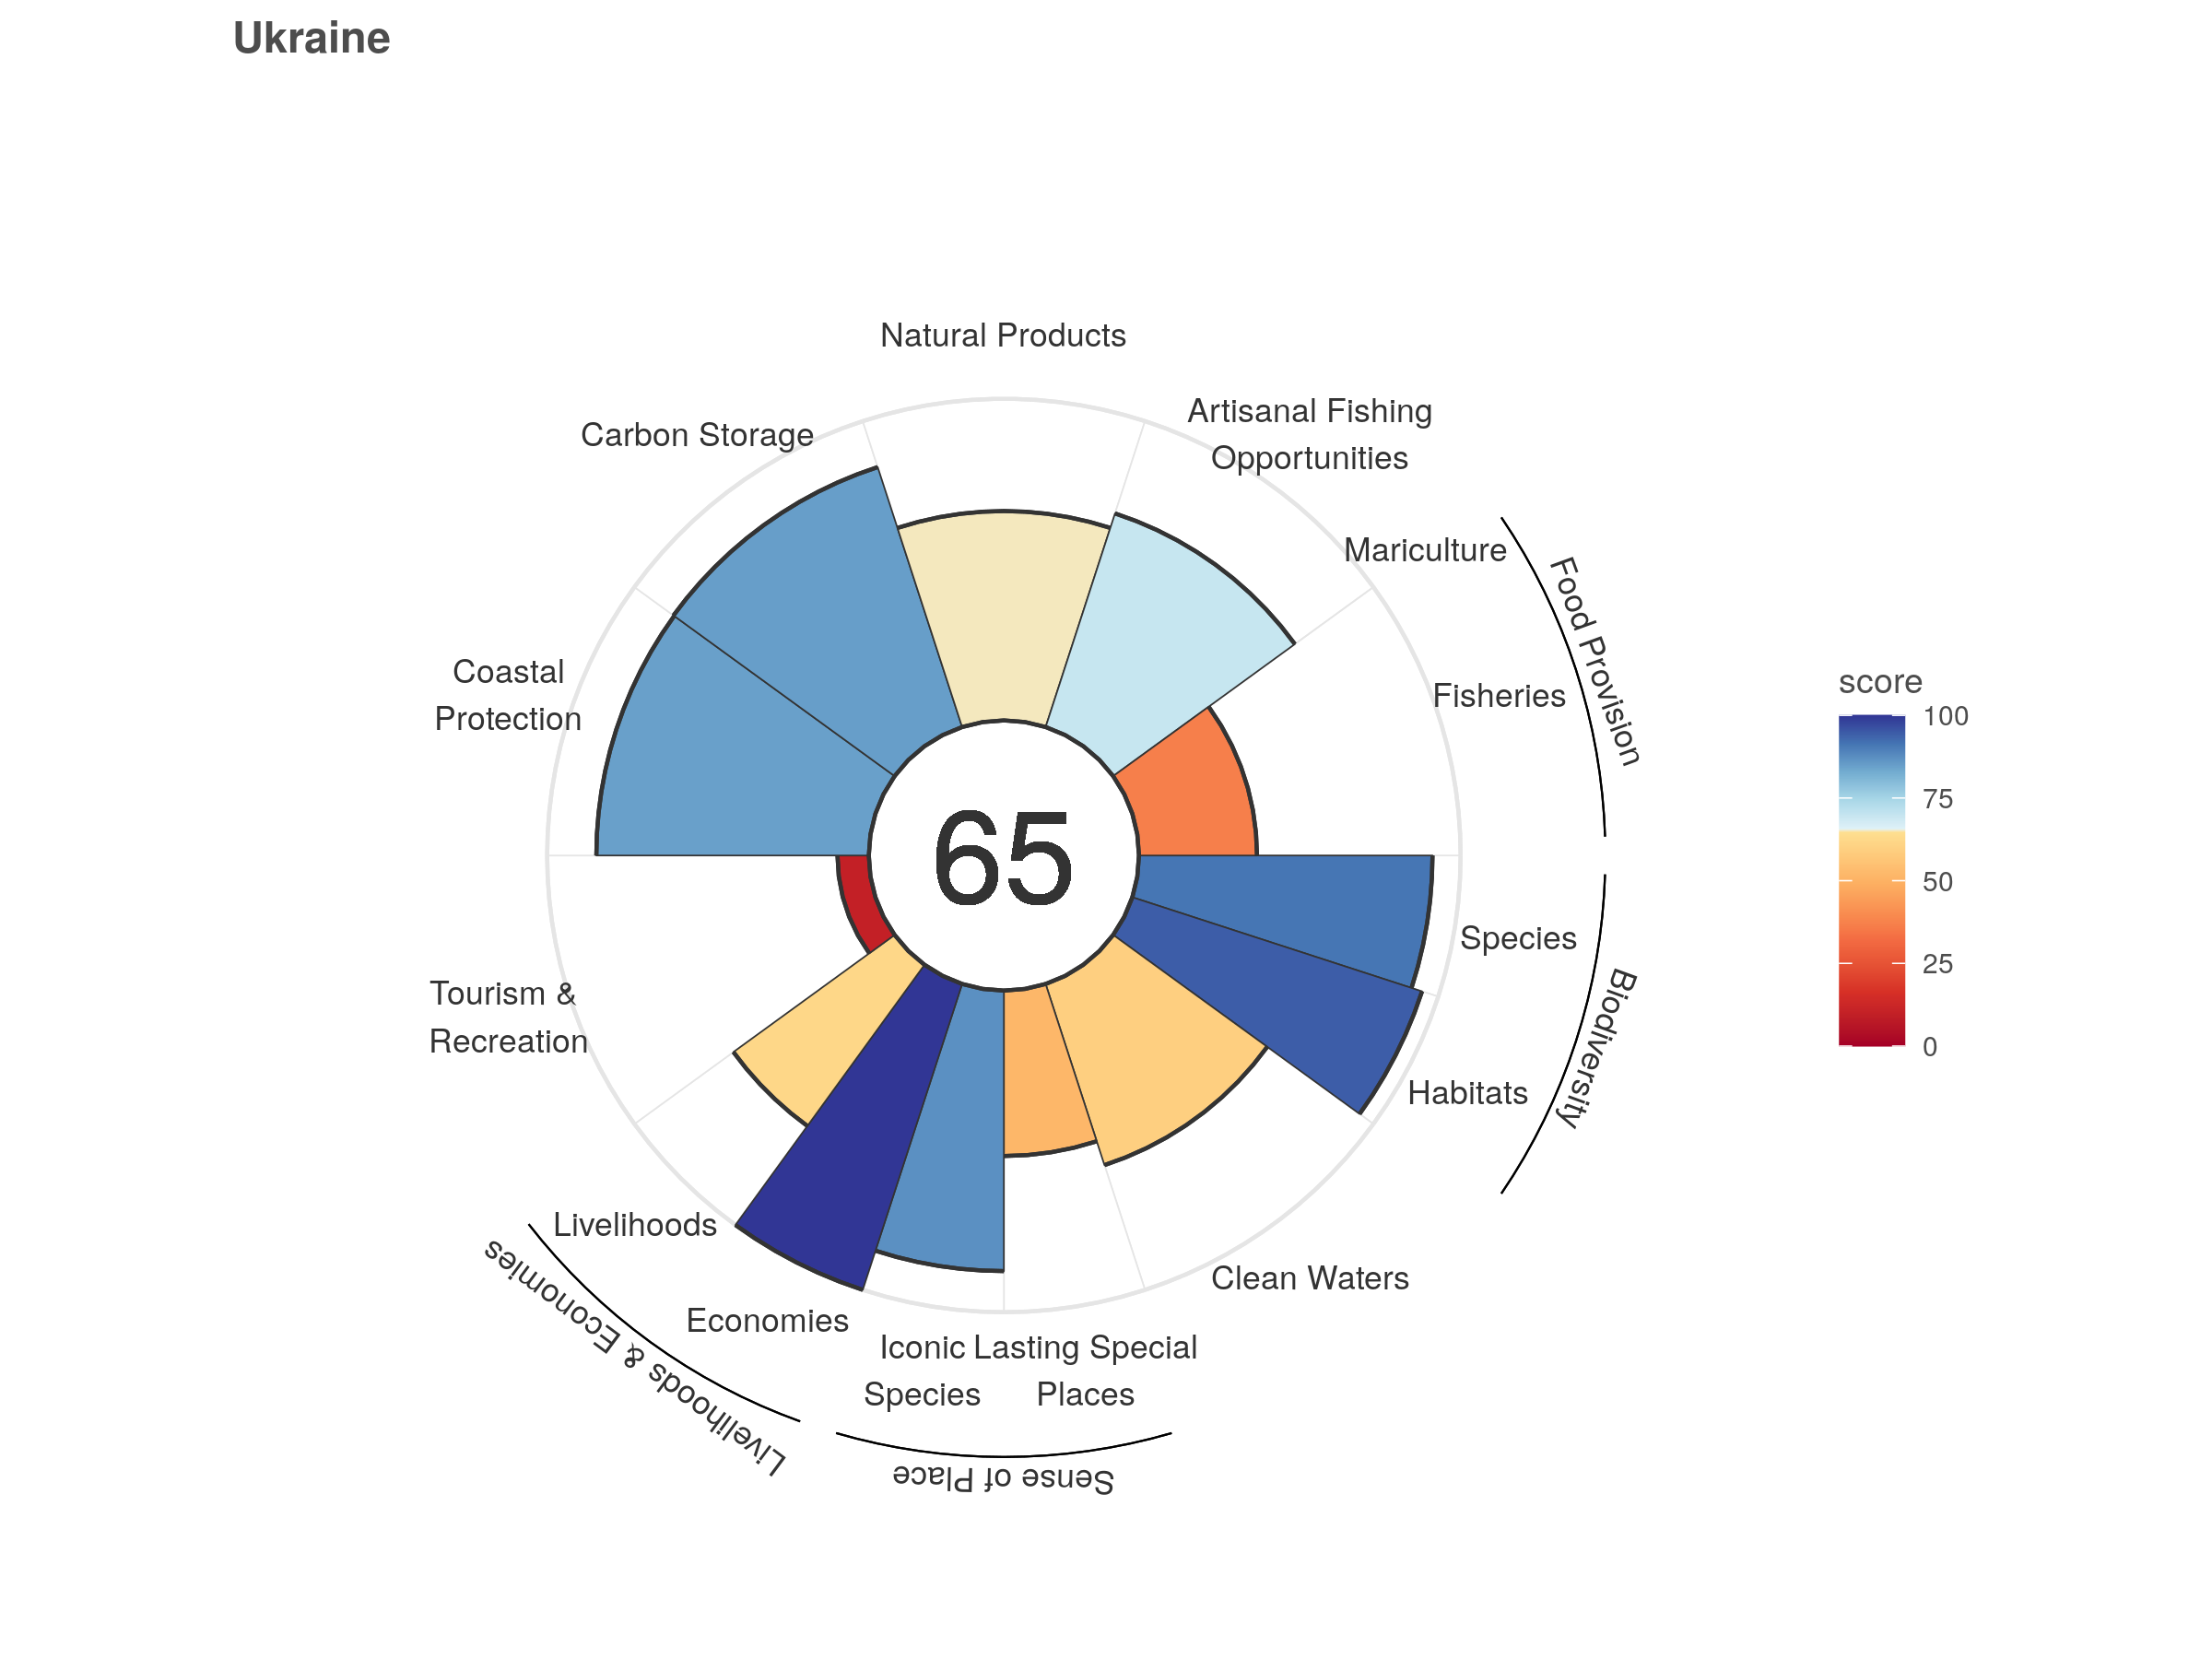 Ukraine
Natural Products
Artisanal Fishing
Opportunities
Carbon Storage
Mariculture
Food Provision
Fisheries
Coastal
Protection
score
100
75
50
25
0
65
Species
Biodiversity
Habitats
Tourism &
Recreation
Livelihoods
Livelihoods & Economies
Economies
Clean Waters
Iconic
Species
Lasting Special
Places
Sense of Place